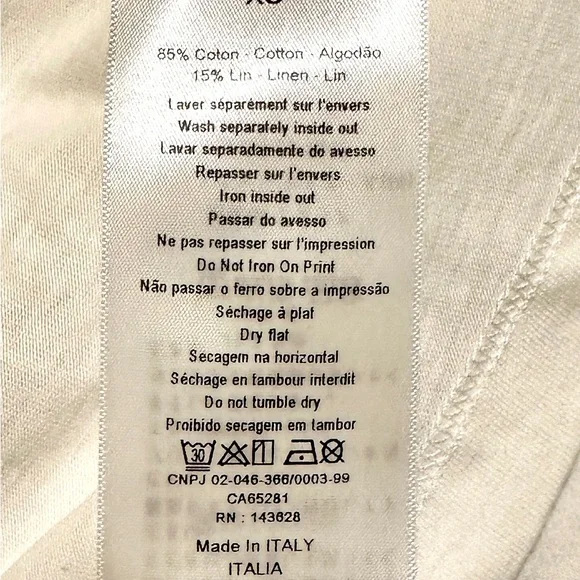 XS
85% Coton - Cotton - Algodão
15% Lin - Linen - Lin
Laver séparément sur l'envers
Wash separately inside out
Lavar separadamente do avesso
Repasser sur l'envers
Iron inside out
Passar do avesso
Ne pas repasser sur l'impression
Do Not Iron On Print
Não passar o ferro sobre a impressão
Séchage à plat
Dry flat
Secagem na horizontal
Séchage en tambour interdit
Do not tumble dry
Proibido secagem em tambor
30
CNPJ 02-046-366/0003-99
CA65281
RN : 143628
Made In ITALY
ITALIA